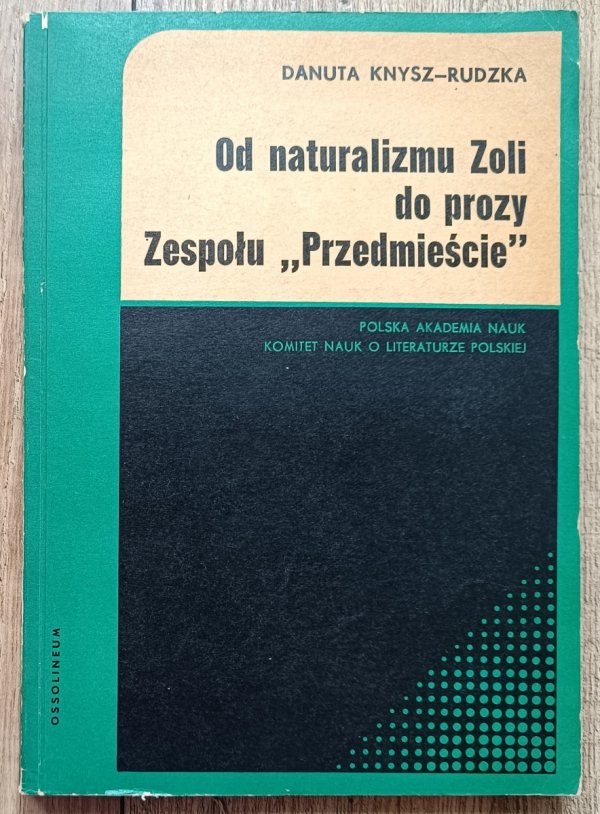 DANUTA KNYSZ–RUDZKA
Od naturalizmu Zoli
do prozy
Zespołu „Przedmieście”
POLSKA AKADEMIA NAUK
KOMITET NAUK O LITERATURZE POLSKIEJ
OSSOLINEUM